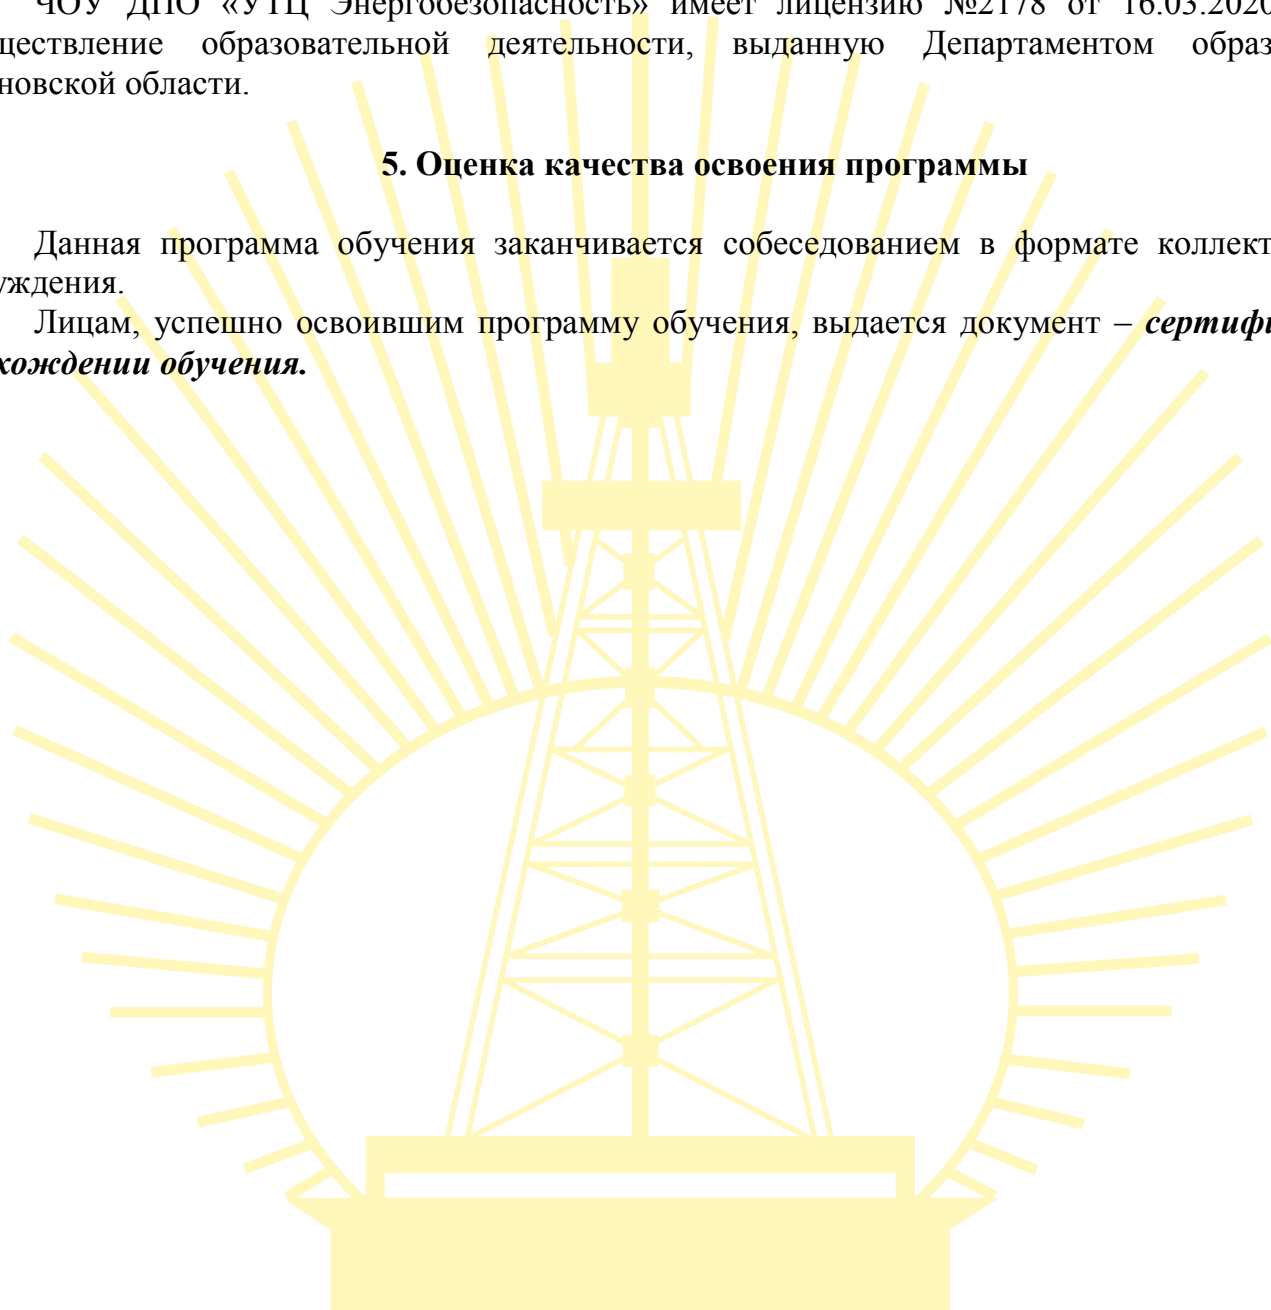 ЧОУ ДПО «УТЦ Энергобезопасность» имеет лицензию №2178 от 16.03.2020
ществление образовательной деятельности, выданную Департаментом образ
новской области.
5. Оценка качества освоения программы
Данная программа обучения заканчивается собеседованием в формате коллект
уждения.
Лицам, успешно освоившим программу обучения, выдается документ – сертифи
хождении обучения.